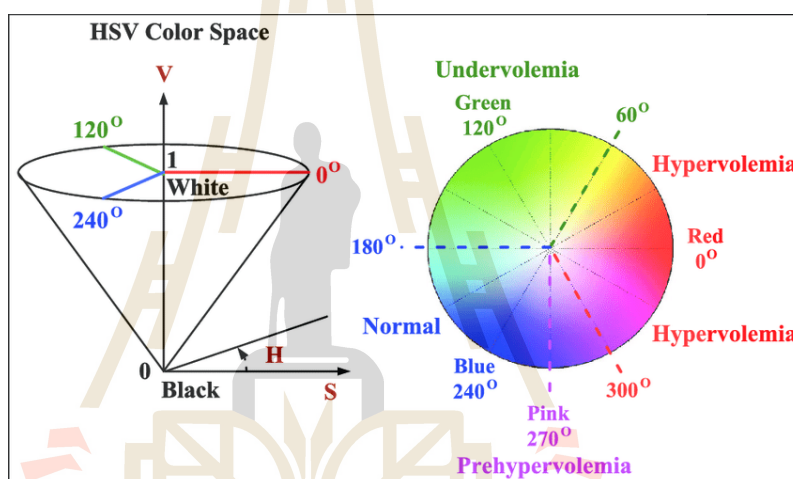 HSV Color Space
V
120°
1
White
0°
240°
0
H
Black
S
Undervolemia
Green
120°
60°
Hypervolemia
180°
Red
0°
Normal
Hypervolemia
Blue
240°
300°
Pink
270°
Prehypervolemia